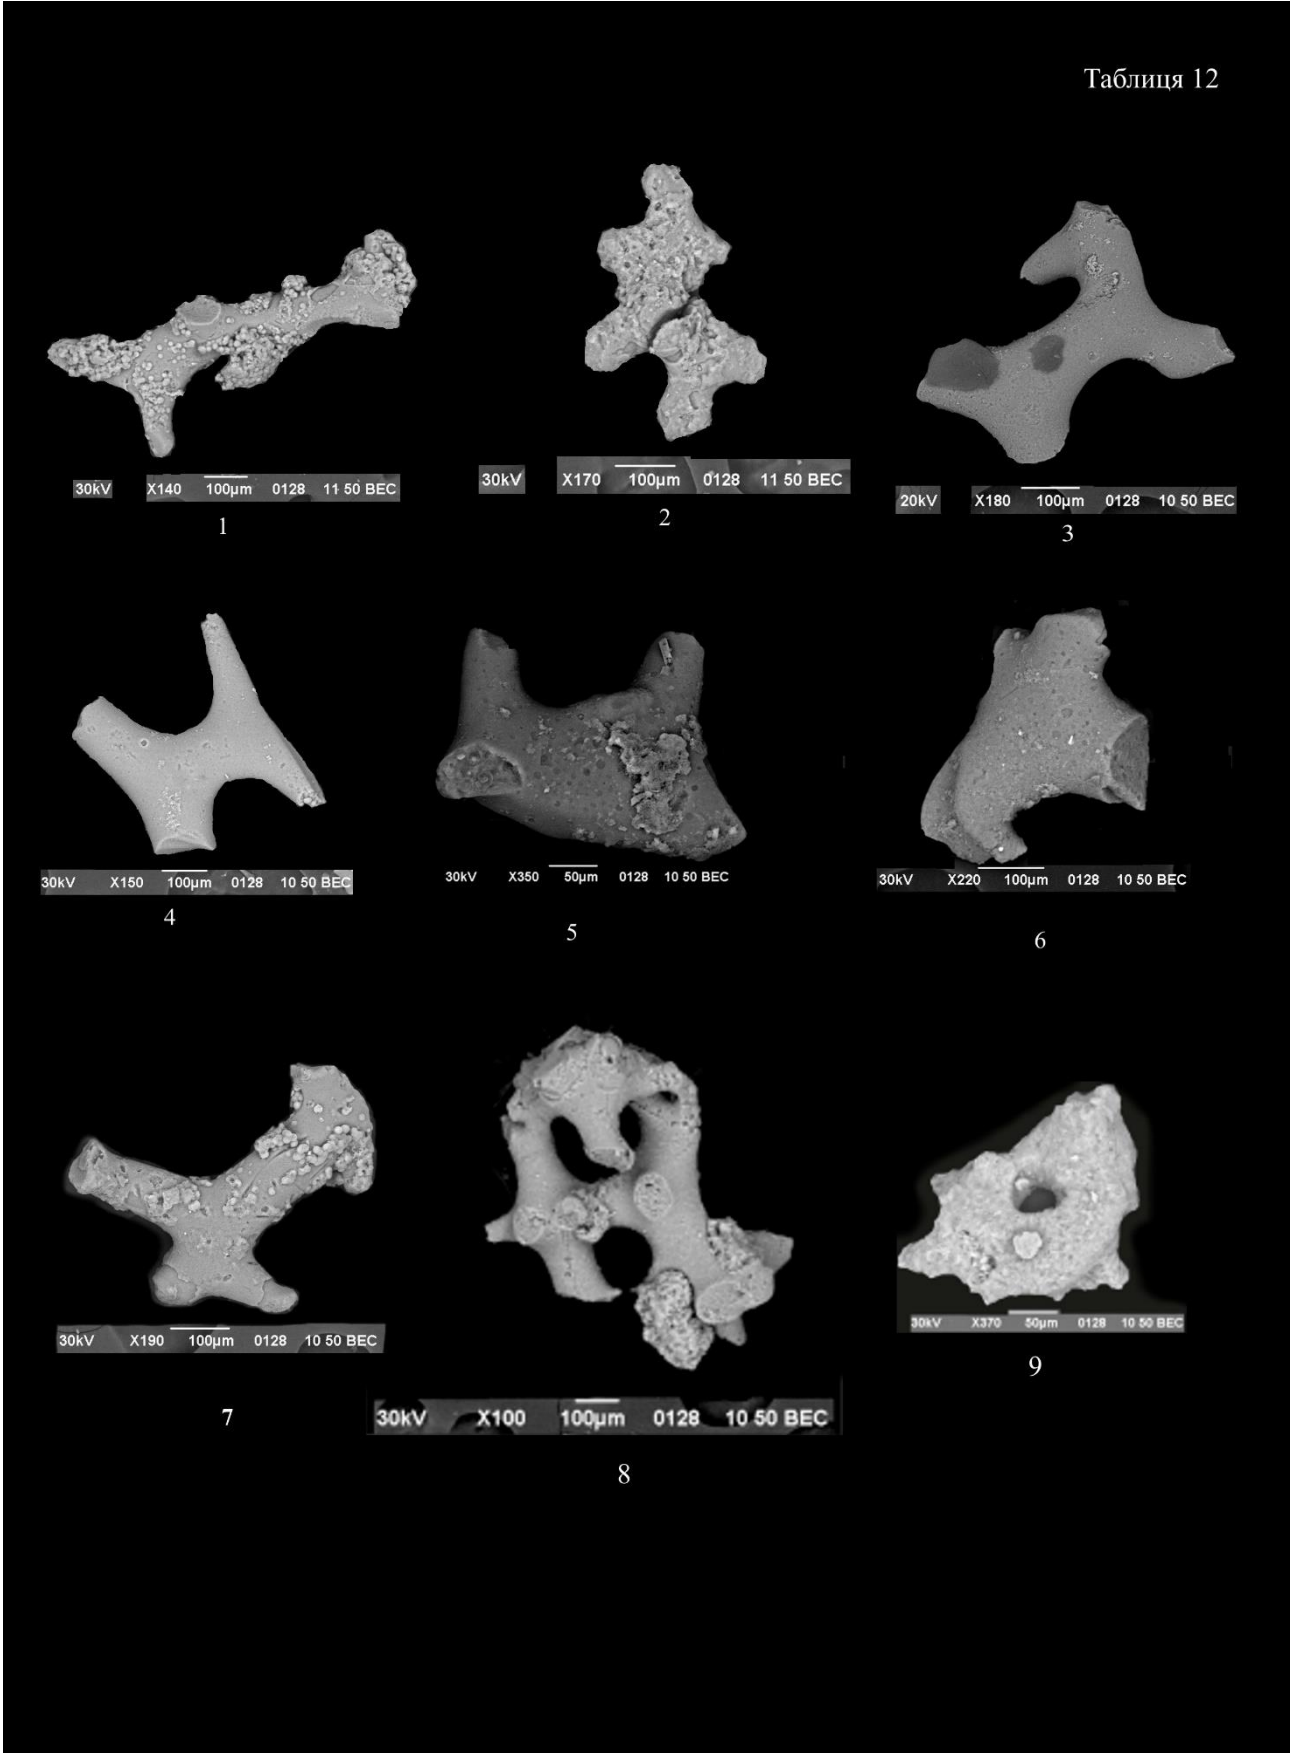 Таблиця 12
30kV X140 100µm 0128 11 50 BEC
1
30kV X170 100µm 0128 11 50 BEC
2
20kV X180 100µm 0128 10 50 BEC
3
30kV X150 100µm 0128 10 50 BEC
4
30kV X350 50µm 0128 10 50 BEC
5
30kV X220 100µm 0128 10 50 BEC
6
30kV X190 100µm 0128 10 50 BEC
7
30kV X100 100µm 0128 10 50 BEC
8
30kV X370 50µm 0128 10 50 BEC
9